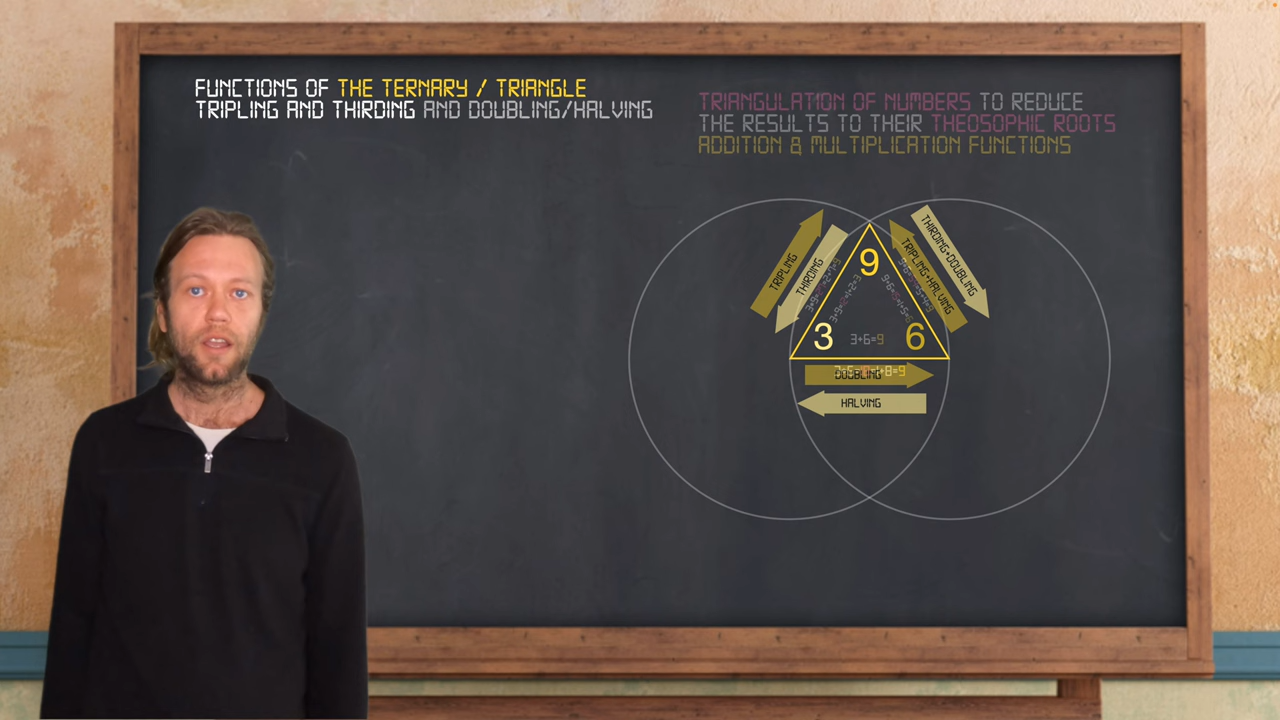 FUNCTIONS OF THE TERNARY / TRIANGLE
TRIPLING AND THIRDING AND DOUBLING/HALVING
TRIANGULATION OF NUMBERS TO REDUCE
THE RESULTS TO THEIR THEOSOPHIC ROOTS
ADDITION & MULTIPLICATION FUNCTIONS
TRIPLING
THIRDING
THIRDING+DOUBLING
TRIPLING+HALVING
9
3
6
3+6=9
DOUBLING
HALVING